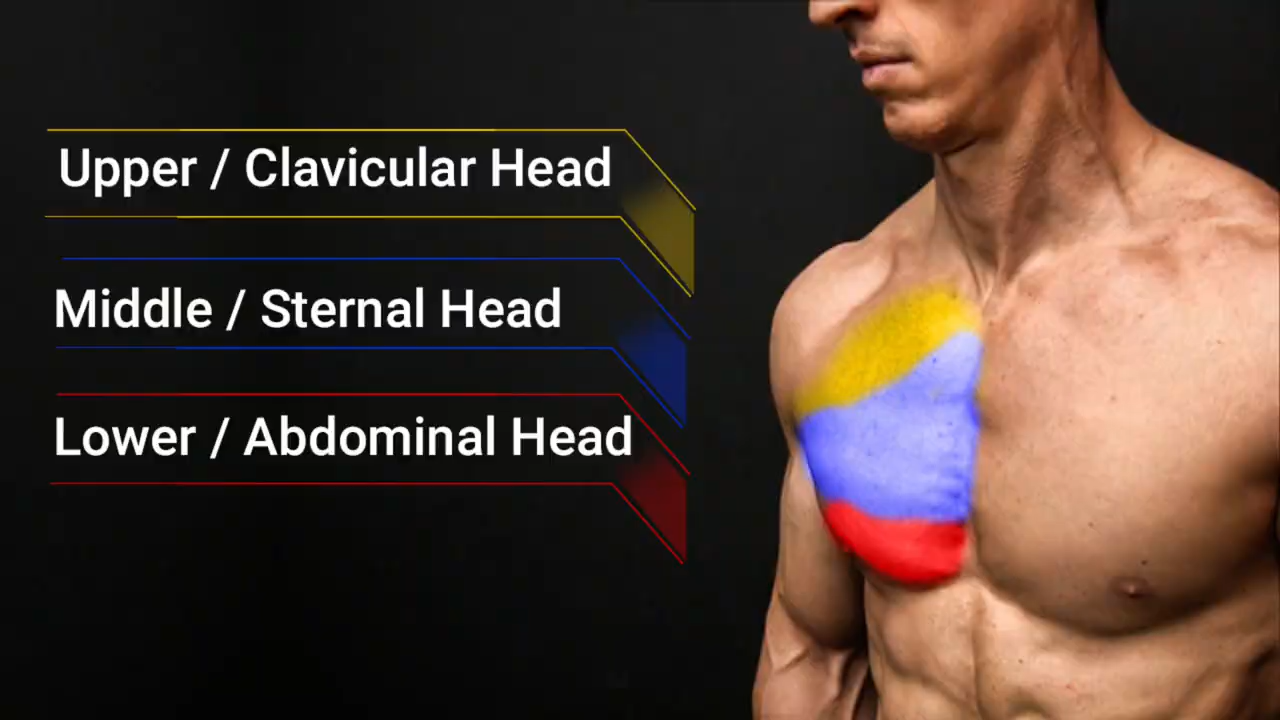 Upper / Clavicular Head
Middle / Sternal Head
Lower / Abdominal Head